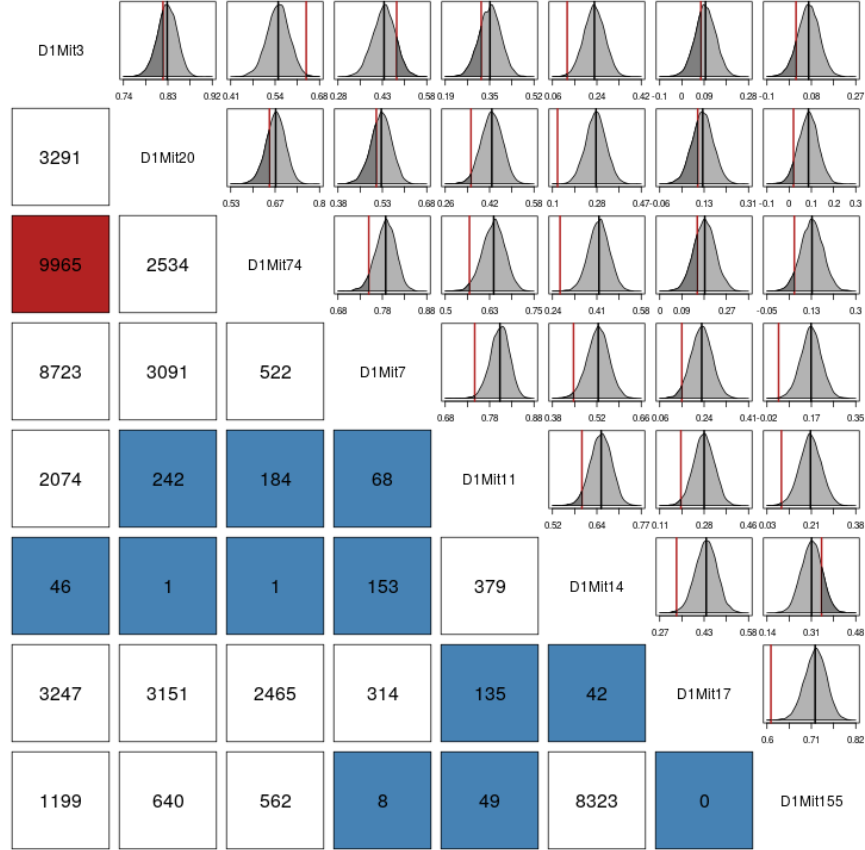 D1Mit3
0.74 0.83 0.92 0.41 0.54 0.68 0.28 0.43 0.58 0.19 0.35 0.52 0.06 0.24 0.42 -0.1 0 0.09 0.28 -0.1 0.08 0.27
3291 D1Mit20
0.53 0.67 0.8 0.38 0.53 0.68 0.26 0.42 0.58 0.1 0.28 0.47 -0.06 0.13 0.31 -0.1 0 0.1 0.2 0.3
9965 2534 D1Mit74
0.68 0.78 0.88 0.5 0.63 0.75 0.24 0.41 0.58 0 0.09 0.27 -0.05 0.13 0.3
8723 3091 522 D1Mit7
0.68 0.78 0.88 0.38 0.52 0.66 0.06 0.24 0.41 -0.02 0.17 0.35
2074 242 184 68 D1Mit11
0.52 0.64 0.77 0.11 0.28 0.46 0.03 0.21 0.38
46 1 1 153 379 D1Mit14
0.27 0.43 0.58 0.14 0.31 0.48
3247 3151 2465 314 135 42 D1Mit17
0.6 0.71 0.82
1199 640 562 8 49 8323 0 D1Mit155